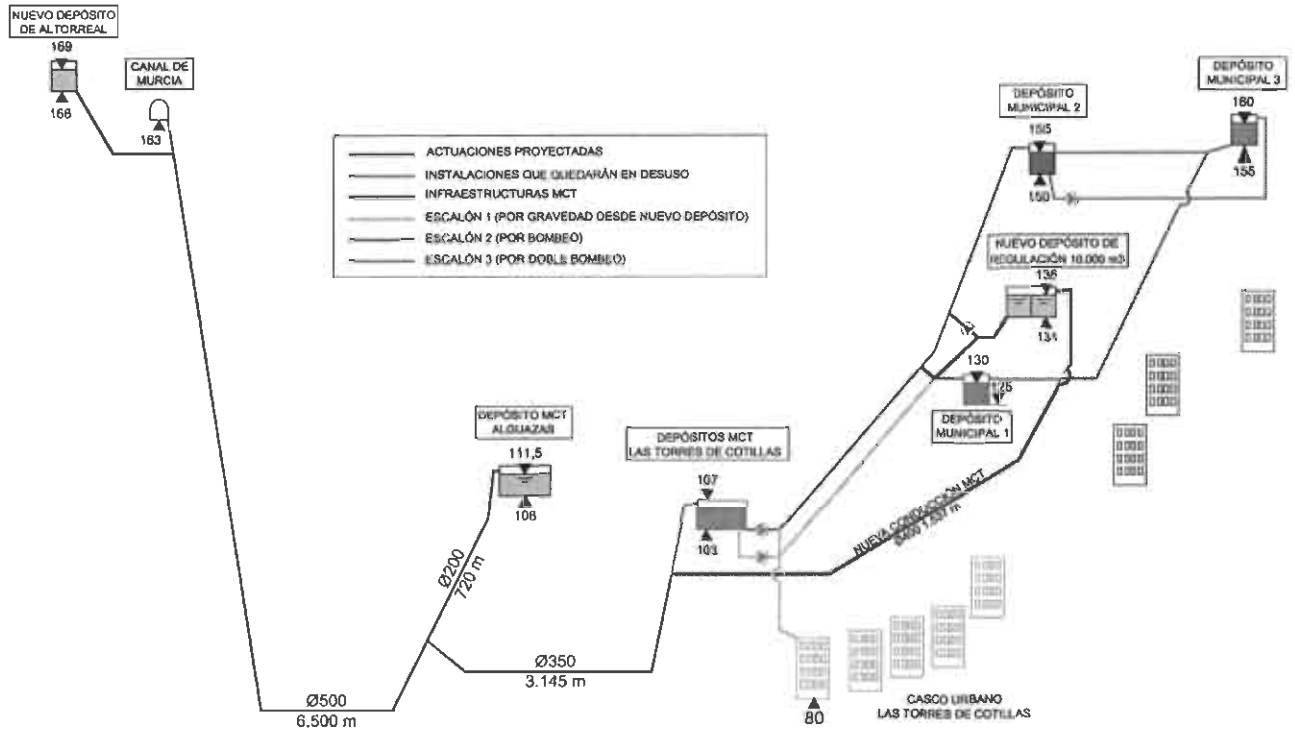 NUEVO DEPÓSITO
DE ALTORREAL
169
166
CANAL DE
MURCIA
163
ACTUACIONES PROYECTADAS
INSTALACIONES QUE QUEDARÁN EN DESUSO
INFRAESTRUCTURAS MCT
ESCALÓN 1 (POR GRAVEDAD DESDE NUEVO DEPÓSITO)
ESCALÓN 2 (POR BOMBEO)
ESCALÓN 3 (POR DOBLE BOMBEO)
DEPÓSITO
MUNICIPAL 2
155
150
DEPÓSITO
MUNICIPAL 3
160
155
NUEVO DEPÓSITO DE
REGULACIÓN 10.000 m3
130
DEPÓSITO
MUNICIPAL 1
DEPÓSITO MCT
ALGUAZAS
111,5
108
DEPÓSITOS MCT
LAS TORRES DE COTILLAS
107
103
NUEVA CONDUCCIÓN MCT
Ø200
720 m
Ø350
3.145 m
Ø500
6.500 m
80
CASCO URBANO
LAS TORRES DE COTILLAS